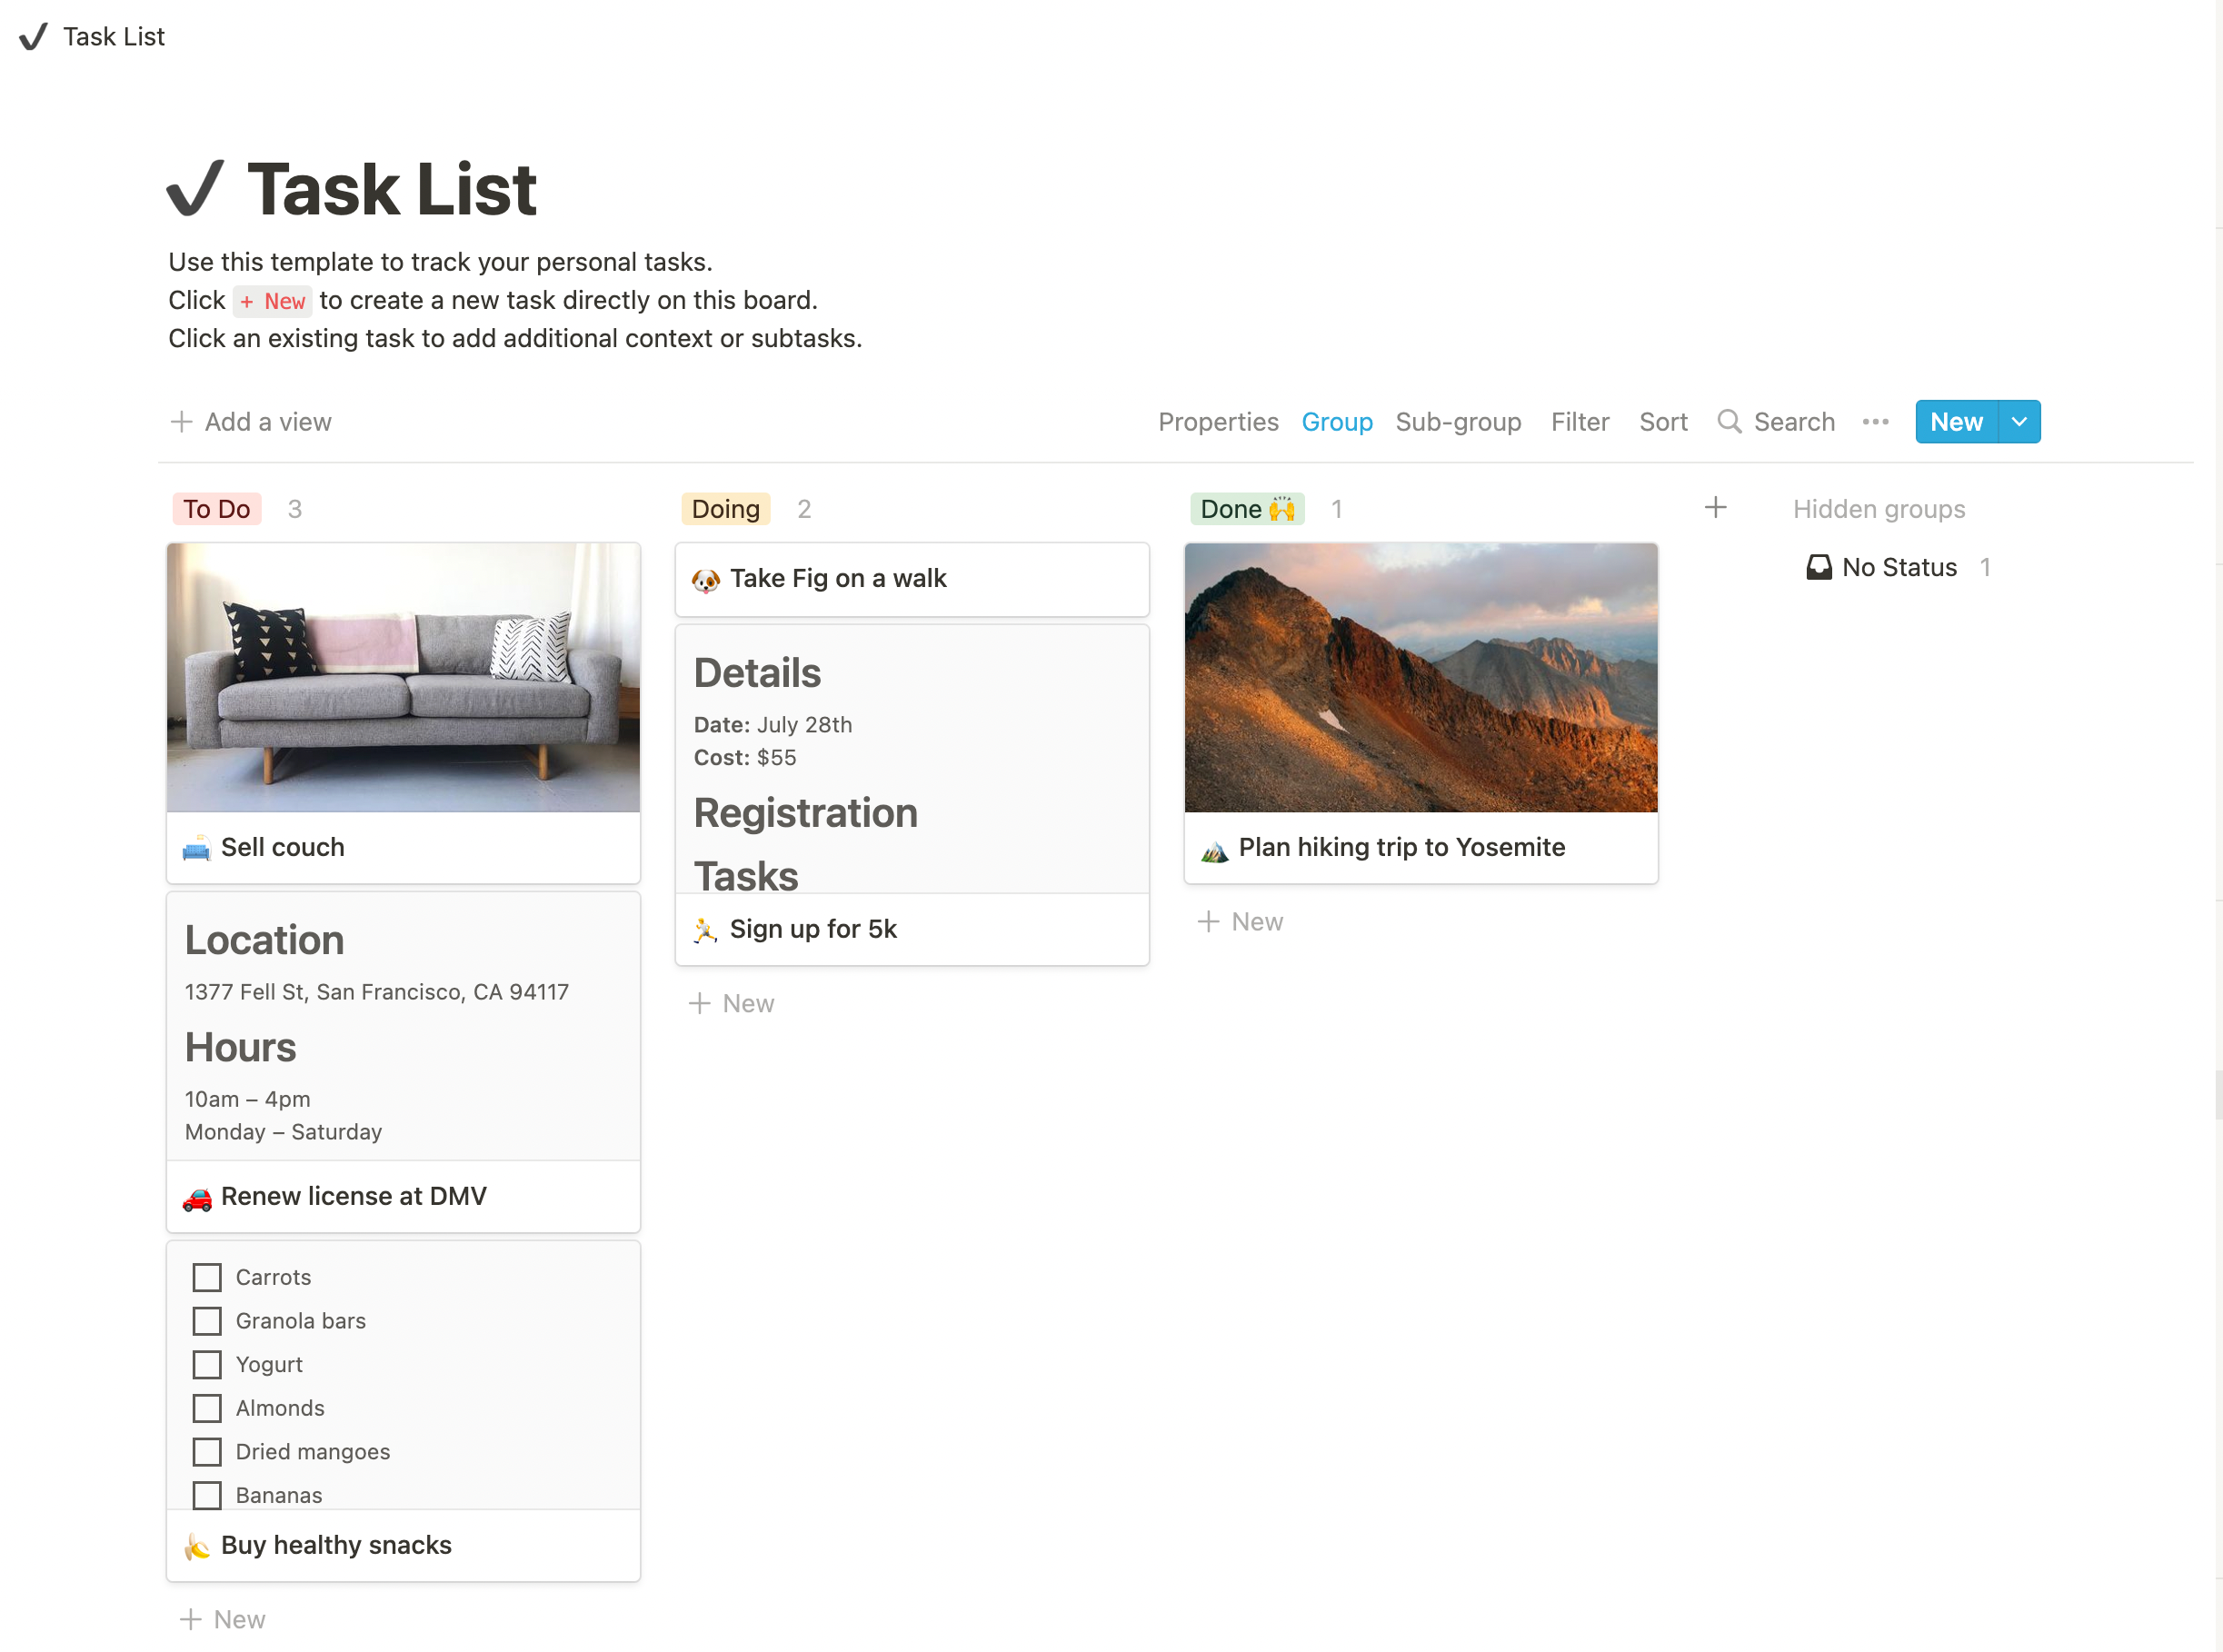 Task List
Task List
Use this template to track your personal tasks.
Click + New to create a new task directly on this board.
Click an existing task to add additional context or subtasks.
+ Add a view
Properties Group Sub-group Filter Sort Search ••• New
To Do 3
Sell couch
Location
1377 Fell St, San Francisco, CA 94117
Hours
10am – 4pm
Monday – Saturday
Renew license at DMV
Carrots
Granola bars
Yogurt
Almonds
Dried mangoes
Bananas
Buy healthy snacks
+ New
Doing 2
Take Fig on a walk
Details
Date: July 28th
Cost: $55
Registration
Tasks
Sign up for 5k
+ New
Done 🙌 1
Plan hiking trip to Yosemite
+ New
+
Hidden groups
No Status 1